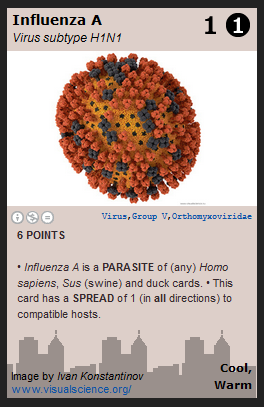 Influenza A
1 1
Virus subtype H1N1
Virus,Group V,Orthomyxoviridae
6 POINTS
• Influenza A is a PARASITE of (any) Homo
sapiens, Sus (swine) and duck cards. • This
card has a SPREAD of 1 (in all directions) to
compatible hosts.
Cool,
Warm
Image by Ivan Konstantinov
www.visualscience.org/